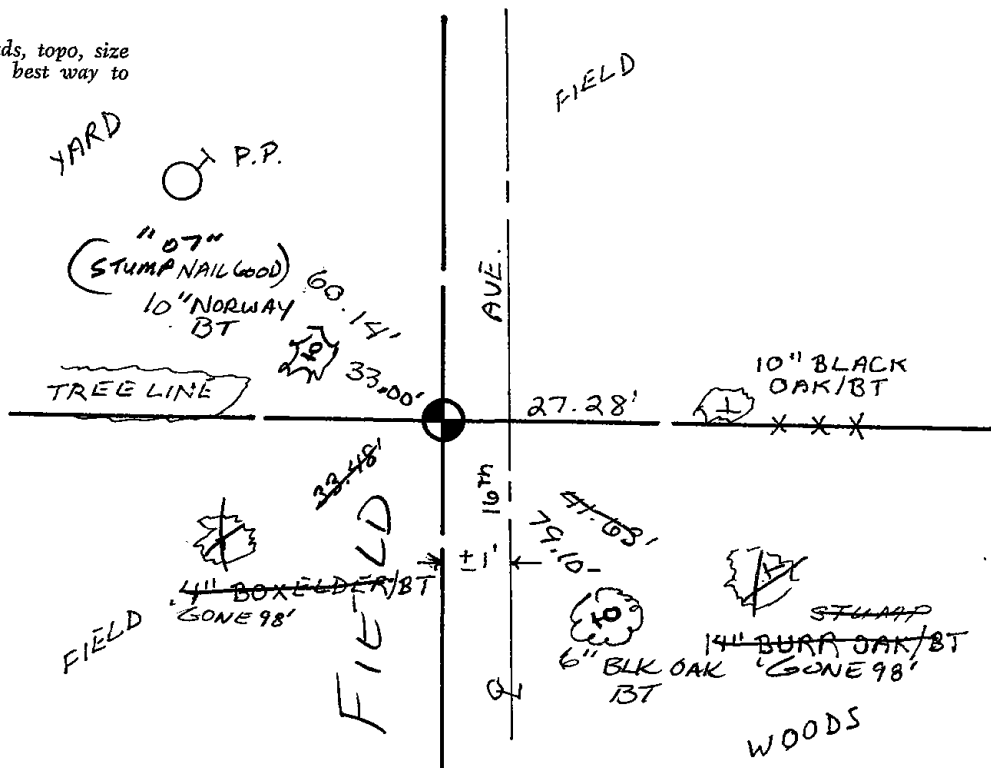 ds, topo, size
best way to
FIELD
YARD
P.P.
"07"
(STUMP NAIL GOOD)
10" NORWAY
BT
60.14'
33.00'
TREE LINE
AVE.
10" BLACK
OAK/BT
27.28'
33.48'
16TH
41.63'
79.10
±1'
4" BOXELDER/BT
'GONE 98'
FIELD
FIELD
6" BLK OAK
BT
STUMP
14" BURR OAK/BT
'GONE 98'
WOODS